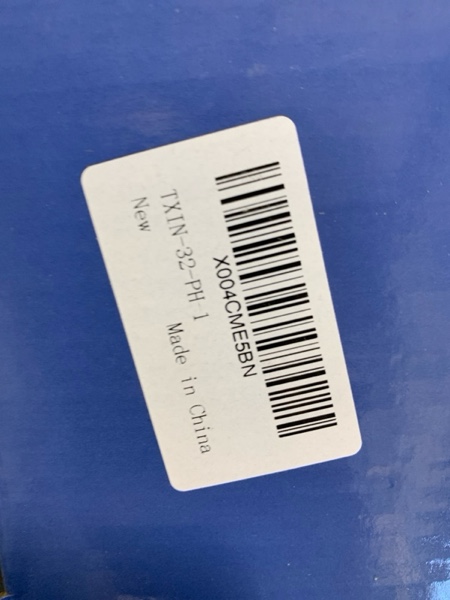 X004CME5BN
TXIN-32-PH-1 Made in China
New